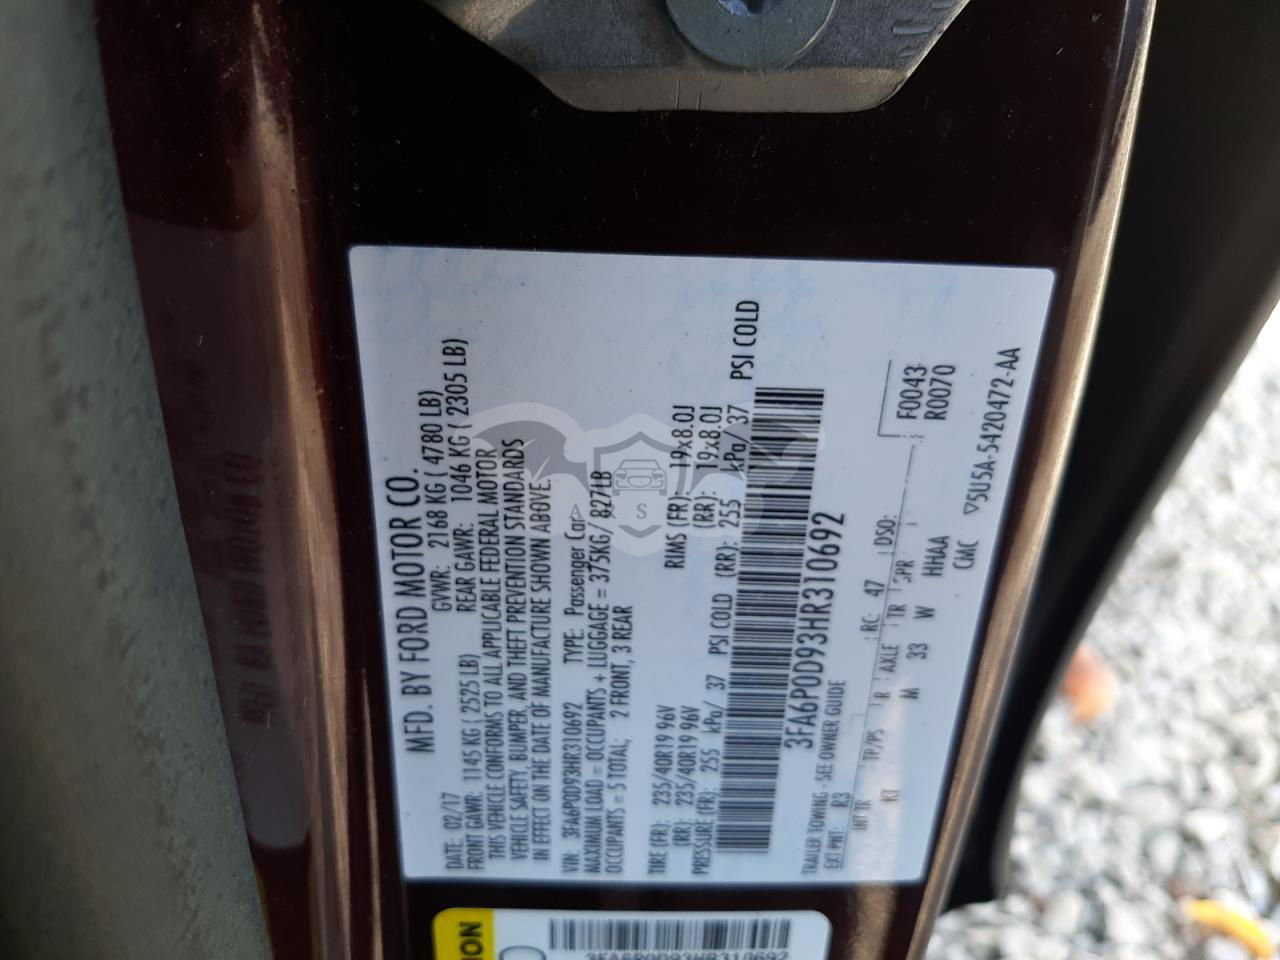 MFD. BY FORD MOTOR CO.
DATE: 02/17 GVWR: 2168 KG ( 4780 LB)
FRONT GAWR: 1145 KG ( 2525 LB) REAR GAWR: 1046 KG ( 2305 LB)
THIS VEHICLE CONFORMS TO ALL APPLICABLE FEDERAL MOTOR
VEHICLE SAFETY, BUMPER, AND THEFT PREVENTION STANDARDS
IN EFFECT ON THE DATE OF MANUFACTURE SHOWN ABOVE.
VIN: 3FA6P0D93HR310692 TYPE: Passenger Car
MAXIMUM LOAD = OCCUPANTS + LUGGAGE = 375KG/ 827LB
OCCUPANTS = 5 TOTAL; 2 FRONT, 3 REAR
TIRE (FR): 235/40R19 96V RIMS (FR): 19x8.0J
(RR): 235/40R19 96V (RR): 19x8.0J
PRESSURE (FR): 255 kPa/ 37 PSI COLD (RR): 255 kPa/ 37 PSI COLD
3FA6P0D93HR310692
TRAILER TOWING - SEE OWNER GUIDE
EXT PNT: R3 RC: 47 DSO: F0043
R0070
INT TR TP/PS R AXLE TR SPR
M 33 W HHAA
CMC
▽5U5A-5420472-AA
3FA6P0D93HR310692